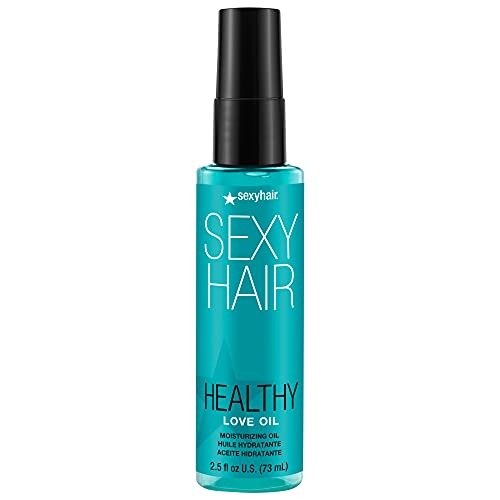 sexyhair.
SEXY
HAIR
HEALTHY
LOVE OIL
MOISTURIZING OIL
HUILE HYDRATANTE
ACEITE HIDRATANTE
2.5 fl oz U.S. (73 mL)